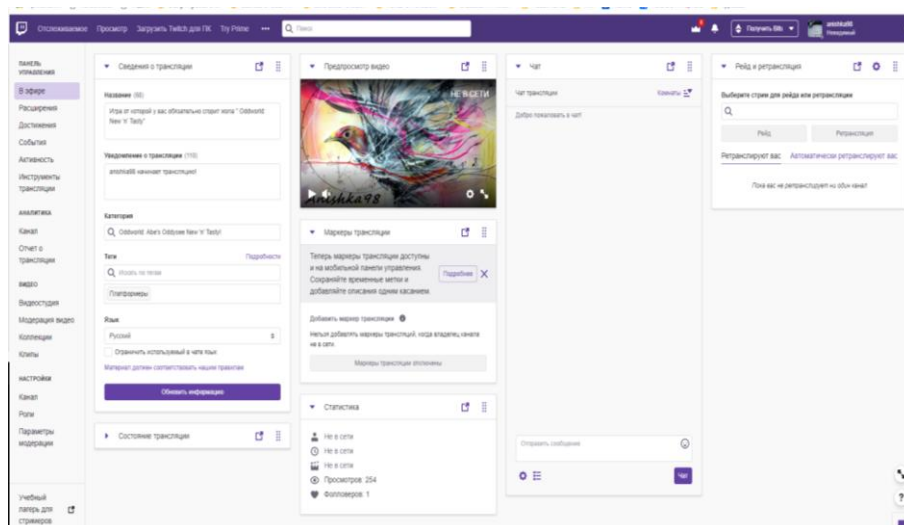 Отслеживаемое Просмотр Загрузить Twitch для ПК Try Prime ••• Поиск
Получить Bits
anishka98
Невидимый
ПАНЕЛЬ
УПРАВЛЕНИЯ
В эфире
Расширения
Достижения
События
Активность
Инструменты
трансляции
АНАЛИТИКА
Канал
Отчет о
трансляции
ВИДЕО
Видеостудия
Модерация видео
Коллекции
Клипы
НАСТРОЙКИ
Канал
Роли
Параметры
модерации
Учебный
лагерь для
стримеров
Сведения о трансляции
Название (88)
Игра от которой у вас обязательно сгорит жопа " Oddworld:
New 'n' Tasty"
Уведомление о трансляции (118)
anishka98 начинает трансляцию!
Категория
Oddworld: Abe's Oddysee New 'n' Tasty!
Теги Подробности
Искать по тегам
Платформеры
Язык
Русский
Ограничить используемый в чате язык
Материал должен соответствовать нашим правилам
Обновить информацию
Состояние трансляции
Предпросмотр видео
НЕ В СЕТИ
Anishka98
Маркеры трансляции
Теперь маркеры трансляции доступны
и на мобильной панели управления.
Сохраняйте временные метки и
добавляйте описания одним касанием.
Подробнее
Добавить маркер трансляции
Нельзя добавлять маркеры трансляций, когда владелец канала
не в сети.
Маркеры трансляции отключены
Статистика
Не в сети
Не в сети
Не в сети
Просмотров: 254
Фолловеров: 1
Чат
Чат трансляции Комнаты
Добро пожаловать в чат!
Отправить сообщение
Чат
Рейд и ретрансляция
Выберите стрим для рейда или ретрансляции
Рейд Ретрансляция
Ретранслируют вас Автоматически ретранслируют вас
Пока вас не ретранслирует ни один канал
?